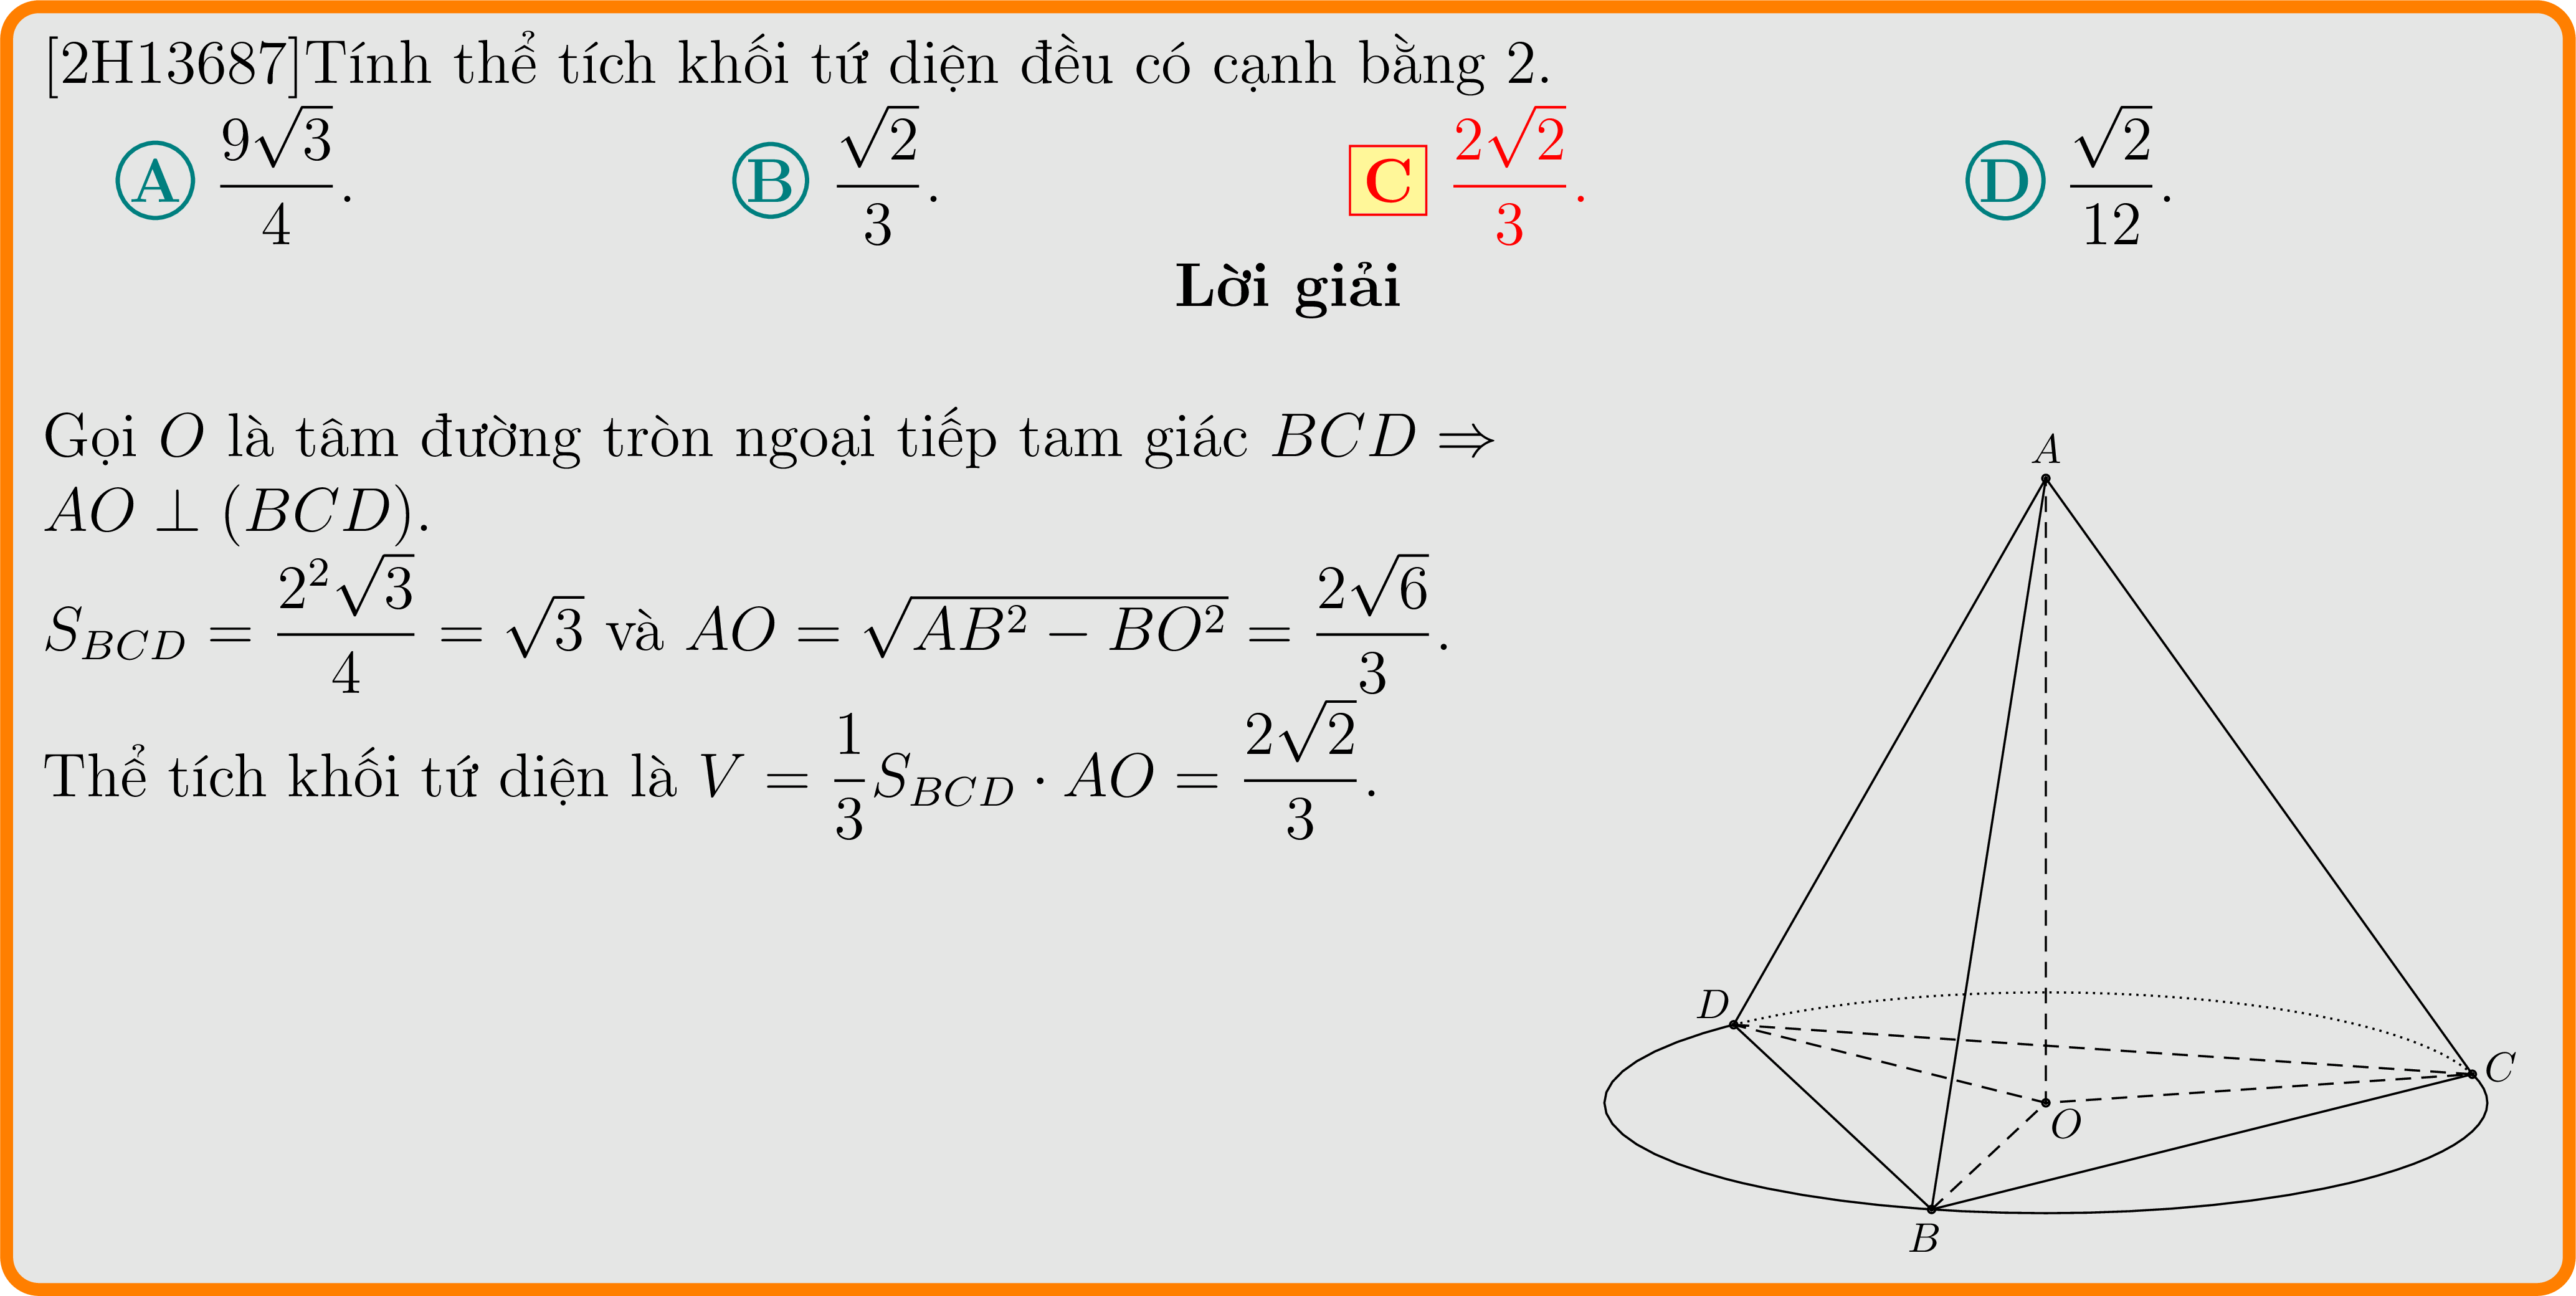 [2H13687]Tính thể tích khối tứ diện đều có cạnh bằng 2.
A $\frac{9\sqrt{3}}{4}$. B $\frac{\sqrt{2}}{3}$. C $\frac{2\sqrt{2}}{3}$. D $\frac{\sqrt{2}}{12}$.
Lời giải
Gọi $O$ là tâm đường tròn ngoại tiếp tam giác $BCD \Rightarrow$
$AO \perp (BCD)$.
$S_{BCD} = \frac{2^2\sqrt{3}}{4} = \sqrt{3}$ và $AO = \sqrt{AB^2 - BO^2} = \frac{2\sqrt{6}}{3}$.
Thể tích khối tứ diện là $V = \frac{1}{3}S_{BCD} \cdot AO = \frac{2\sqrt{2}}{3}$.
A
D
C
O
B